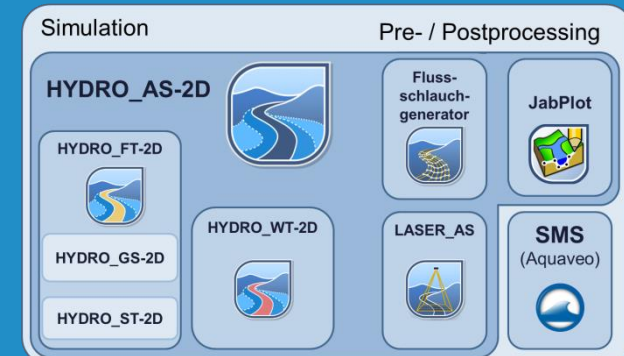 Simulation
Pre- / Postprocessing
HYDRO_AS-2D
Fluss-
schlauch-
generator
JabPlot
HYDRO_FT-2D
HYDRO_GS-2D
HYDRO_ST-2D
HYDRO_WT-2D
LASER_AS
SMS
(Aquaveo)